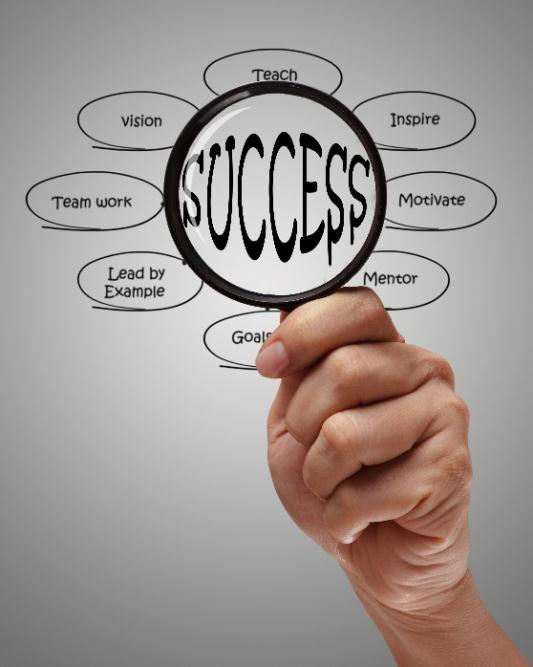 Teach
vision
Inspire
SUCCESS
Team work
Motivate
Lead by
Example
Mentor
Goals